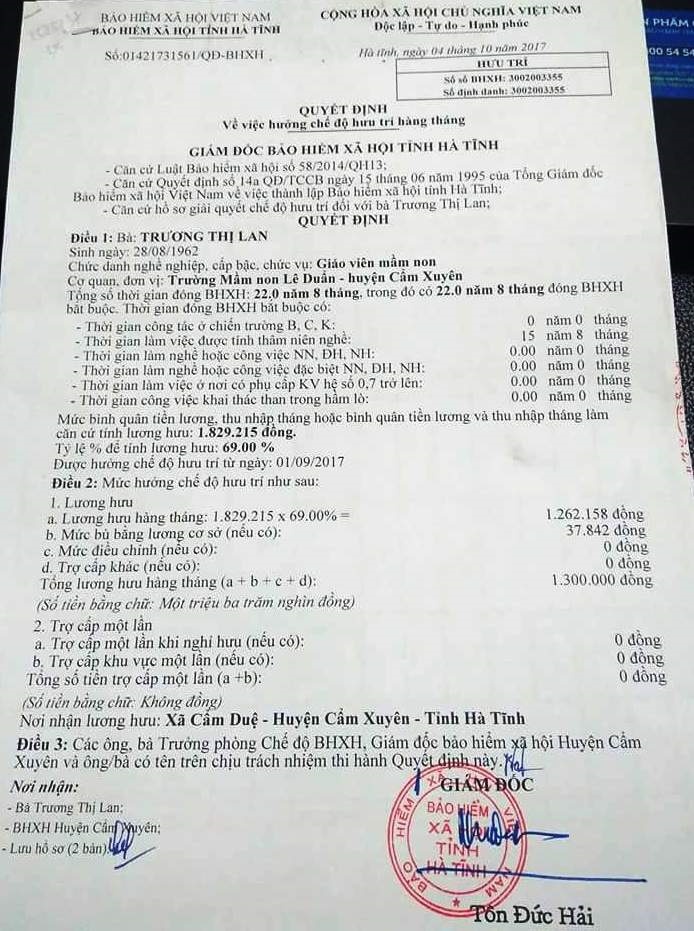 BẢO HIỂM XÃ HỘI VIỆT NAM
BẢO HIỂM XÃ HỘI TỈNH HÀ TĨNH
CỘNG HÒA XÃ HỘI CHỦ NGHĨA VIỆT NAM
Độc lập - Tự do - Hạnh phúc
Số:01421731561/QĐ-BHXH
Hà tĩnh, ngày 04 tháng 10 năm 2017
HƯU TRÍ
Số sổ BHXH: 3002003355
Số định danh: 3002003355
QUYẾT ĐỊNH
Về việc hưởng chế độ hưu trí hàng tháng
GIÁM ĐỐC BẢO HIỂM XÃ HỘI TỈNH HÀ TĨNH
- Căn cứ Luật Bảo hiểm xã hội số 58/2014/QH13;
- Căn cứ Quyết định số 14a QĐ/TCCB ngày 15 tháng 06 năm 1995 của Tổng Giám đốc
Bảo hiểm xã hội Việt Nam về việc thành lập Bảo hiểm xã hội tỉnh Hà Tĩnh;
- Căn cứ hồ sơ giải quyết chế độ hưu trí đối với bà Trương Thị Lan;
QUYẾT ĐỊNH
Điều 1: Bà: TRƯƠNG THỊ LAN
Sinh ngày: 28/08/1962
Chức danh nghề nghiệp, cấp bậc, chức vụ: Giáo viên mầm non
Cơ quan, đơn vị: Trường Mầm non Lê Duẩn - huyện Cẩm Xuyên
Tổng số thời gian đóng BHXH: 22.0 năm 8 tháng, trong đó có 22.0 năm 8 tháng đóng BHXH
bắt buộc. Thời gian đóng BHXH bắt buộc có:
- Thời gian công tác ở chiến trường B, C, K: 0 năm 0 tháng
- Thời gian làm việc được tính thâm niên nghề: 15 năm 8 tháng
- Thời gian làm nghề hoặc công việc NN, ĐH, NH: 0.00 năm 0 tháng
- Thời gian làm nghề hoặc công việc đặc biệt NN, ĐH, NH: 0.00 năm 0 tháng
- Thời gian làm việc ở nơi có phụ cấp KV hệ số 0,7 trở lên: 0.00 năm 0 tháng
- Thời gian công việc khai thác than trong hầm lò: 0.00 năm 0 tháng
Mức bình quân tiền lương, thu nhập tháng hoặc bình quân tiền lương và thu nhập tháng làm
căn cứ tính lương hưu: 1.829.215 đồng.
Tỷ lệ % để tính lương hưu: 69.00 %
Được hưởng chế độ hưu trí từ ngày: 01/09/2017
Điều 2: Mức hưởng chế độ hưu trí như sau:
1. Lương hưu
a. Lương hưu hàng tháng: 1.829.215 x 69.00% = 1.262.158 đồng
b. Mức bù bằng lương cơ sở (nếu có): 37.842 đồng
c. Mức điều chỉnh (nếu có): 0 đồng
d. Trợ cấp khác (nếu có): 0 đồng
Tổng lương hưu hàng tháng (a + b + c + d): 1.300.000 đồng
(Số tiền bằng chữ: Một triệu ba trăm nghìn đồng)
2. Trợ cấp một lần
a. Trợ cấp một lần khi nghỉ hưu (nếu có): 0 đồng
b. Trợ cấp khu vực một lần (nếu có): 0 đồng
Tổng số tiền trợ cấp một lần (a +b): 0 đồng
(Số tiền bằng chữ: Không đồng)
Nơi nhận lương hưu: Xã Cẩm Duệ - Huyện Cẩm Xuyên - Tỉnh Hà Tĩnh
Điều 3: Các ông, bà Trưởng phòng Chế độ BHXH, Giám đốc bảo hiểm xã hội Huyện Cẩm
Xuyên và ông/bà có tên trên chịu trách nhiệm thi hành Quyết định này.
Nơi nhận:
- Bà Trương Thị Lan;
- BHXH Huyện Cẩm Xuyên;
- Lưu hồ sơ (2 bản).
GIÁM ĐỐC
BẢO HIỂM XÃ VIỆT NAM
BẢO HIỂM
XÃ
TỈNH
HÀ TĨNH
Tôn Đức Hải
PHẨM
00 54 54